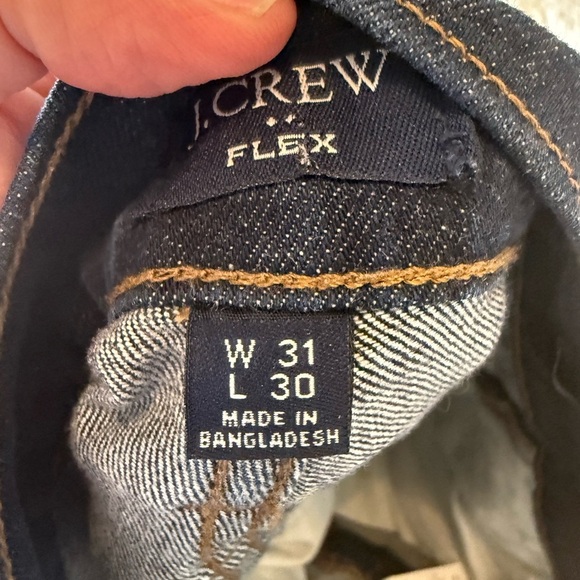 J.CREW
FLEX
W 31
L 30
MADE IN
BANGLADESH